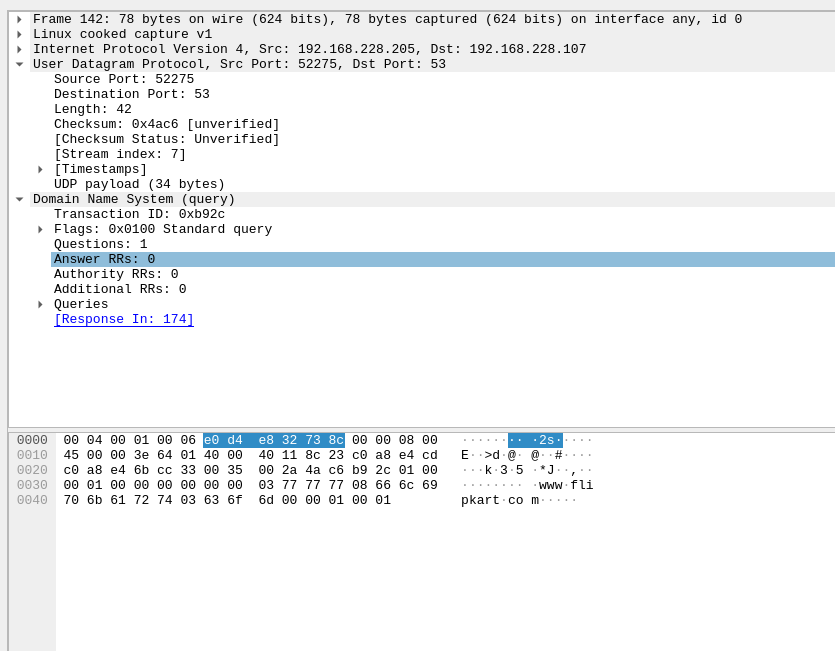 Frame 142: 78 bytes on wire (624 bits), 78 bytes captured (624 bits) on interface any, id 0
Linux cooked capture v1
Internet Protocol Version 4, Src: 192.168.228.205, Dst: 192.168.228.107
User Datagram Protocol, Src Port: 52275, Dst Port: 53
Source Port: 52275
Destination Port: 53
Length: 42
Checksum: 0x4ac6 [unverified]
[Checksum Status: Unverified]
[Stream index: 7]
[Timestamps]
UDP payload (34 bytes)
Domain Name System (query)
Transaction ID: 0xb92c
Flags: 0x0100 Standard query
Questions: 1
Answer RRs: 0
Authority RRs: 0
Additional RRs: 0
Queries
[Response In: 174]
0000 00 04 00 01 00 06 e0 d4 e8 32 73 8c 00 00 08 00 ········ ·2s·····
0010 45 00 00 3e 64 01 40 00 40 11 8c 23 c0 a8 e4 cd E··>d·@· @··#····
0020 c0 a8 e4 6b cc 33 00 35 00 2a 4a c6 b9 2c 01 00 ···k·3·5 ·*J··,··
0030 00 01 00 00 00 00 00 00 03 77 77 77 08 66 6c 69 ········ ·www·fli
0040 70 6b 61 72 74 03 63 6f 6d 00 00 01 00 01 pkart·co m·····